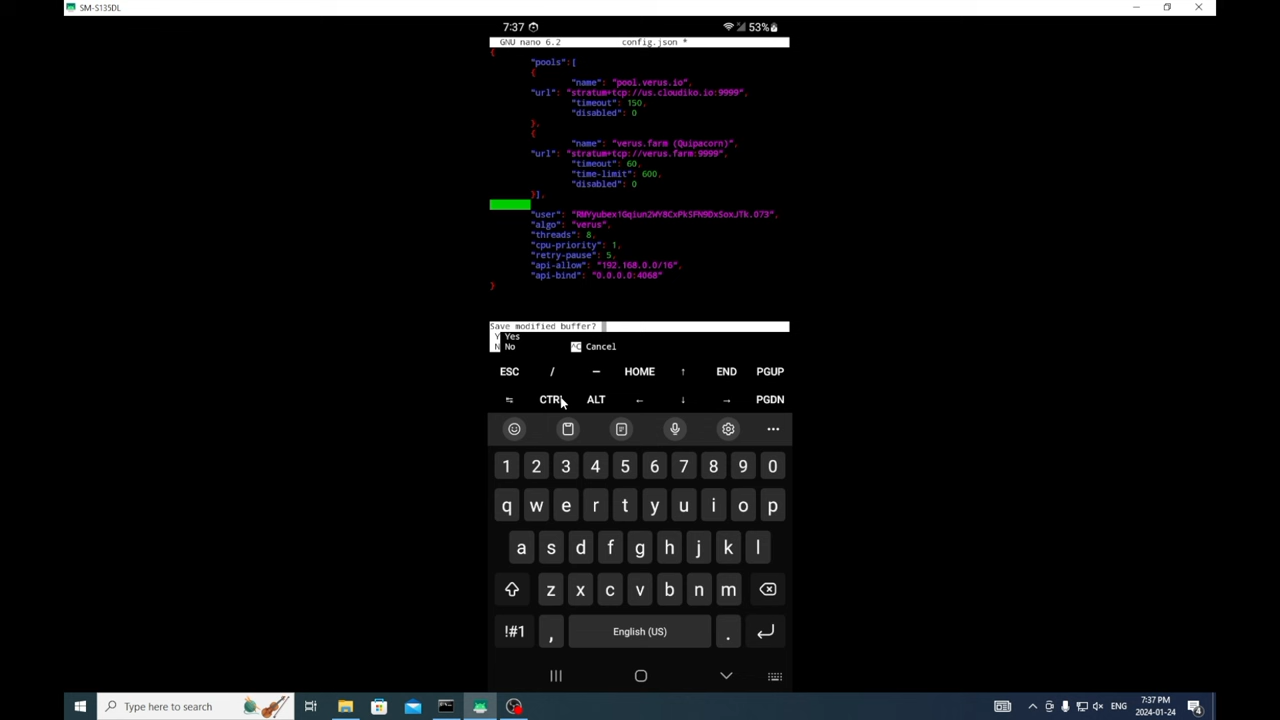 SM-S135DL
7:37
53%
GNU nano 6.2 config.json *
{
"pools":[
{
"name": "pool.verus.io",
"url": "stratum+tcp://us.cloudiko.io:9999",
"timeout": 150,
"disabled": 0
},
{
"name": "verus.farm (Quipacorn)",
"url": "stratum+tcp://verus.farm:9999",
"timeout": 60,
"time-limit": 600,
"disabled": 0
}],
"user":
"algo": "verus",
"threads": 8,
"cpu-priority": 1,
"retry-pause": 5,
"api-allow": "192.168.0.0/16",
"api-bind": "0.0.0.0:4068"
}
Save modified buffer?
Y Yes
N No ^C Cancel
ESC / — HOME ↑ END PGUP
CTRL ALT ← ↓ → PGDN
1 2 3 4 5 6 7 8 9 0
q w e r t y u i o p
a s d f g h j k l
z x c v b n m
!#1 , English (US) .
Type here to search
ENG
7:37 PM
2024-01-24
4